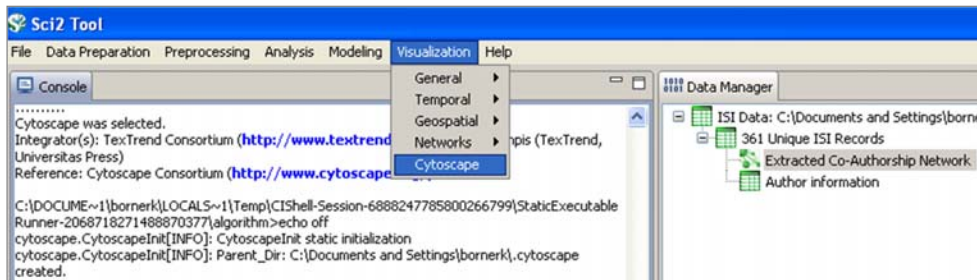 Sci2 Tool
File Data Preparation Preprocessing Analysis Modeling Visualization Help
General
Temporal
Geospatial
Networks
Cytoscape
Console
..........
Cytoscape was selected.
Integrator(s): TexTrend Consortium (http://www.textrend mpis (TexTrend,
Universitas Press)
Reference: Cytoscape Consortium (http://www.cytoscape
C:\DOCUME~1\bornerk\LOCALS~1\Temp\CIShell-Session-6888247785800266799\StaticExecutable
Runner-2068718271488870377\algorithm>echo off
cytoscape.CytoscapeInit[INFO]: CytoscapeInit static initialization
cytoscape.CytoscapeInit[INFO]: Parent_Dir: C:\Documents and Settings\bornerk\.cytoscape
created.
Data Manager
ISI Data: C:\Documents and Settings\borne
361 Unique ISI Records
Extracted Co-Authorship Network
Author information